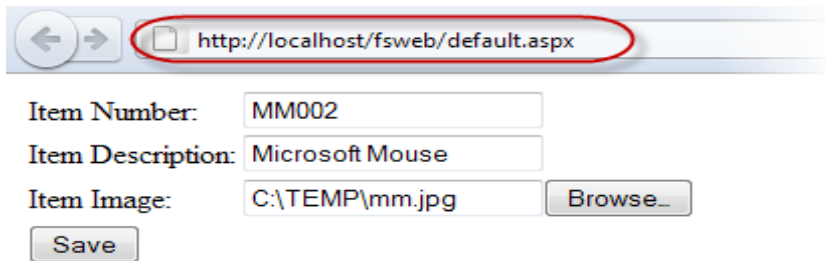 http://localhost/fsweb/default.aspx
Item Number: MM002
Item Description: Microsoft Mouse
Item Image: C:\TEMP\mm.jpg Browse…
Save